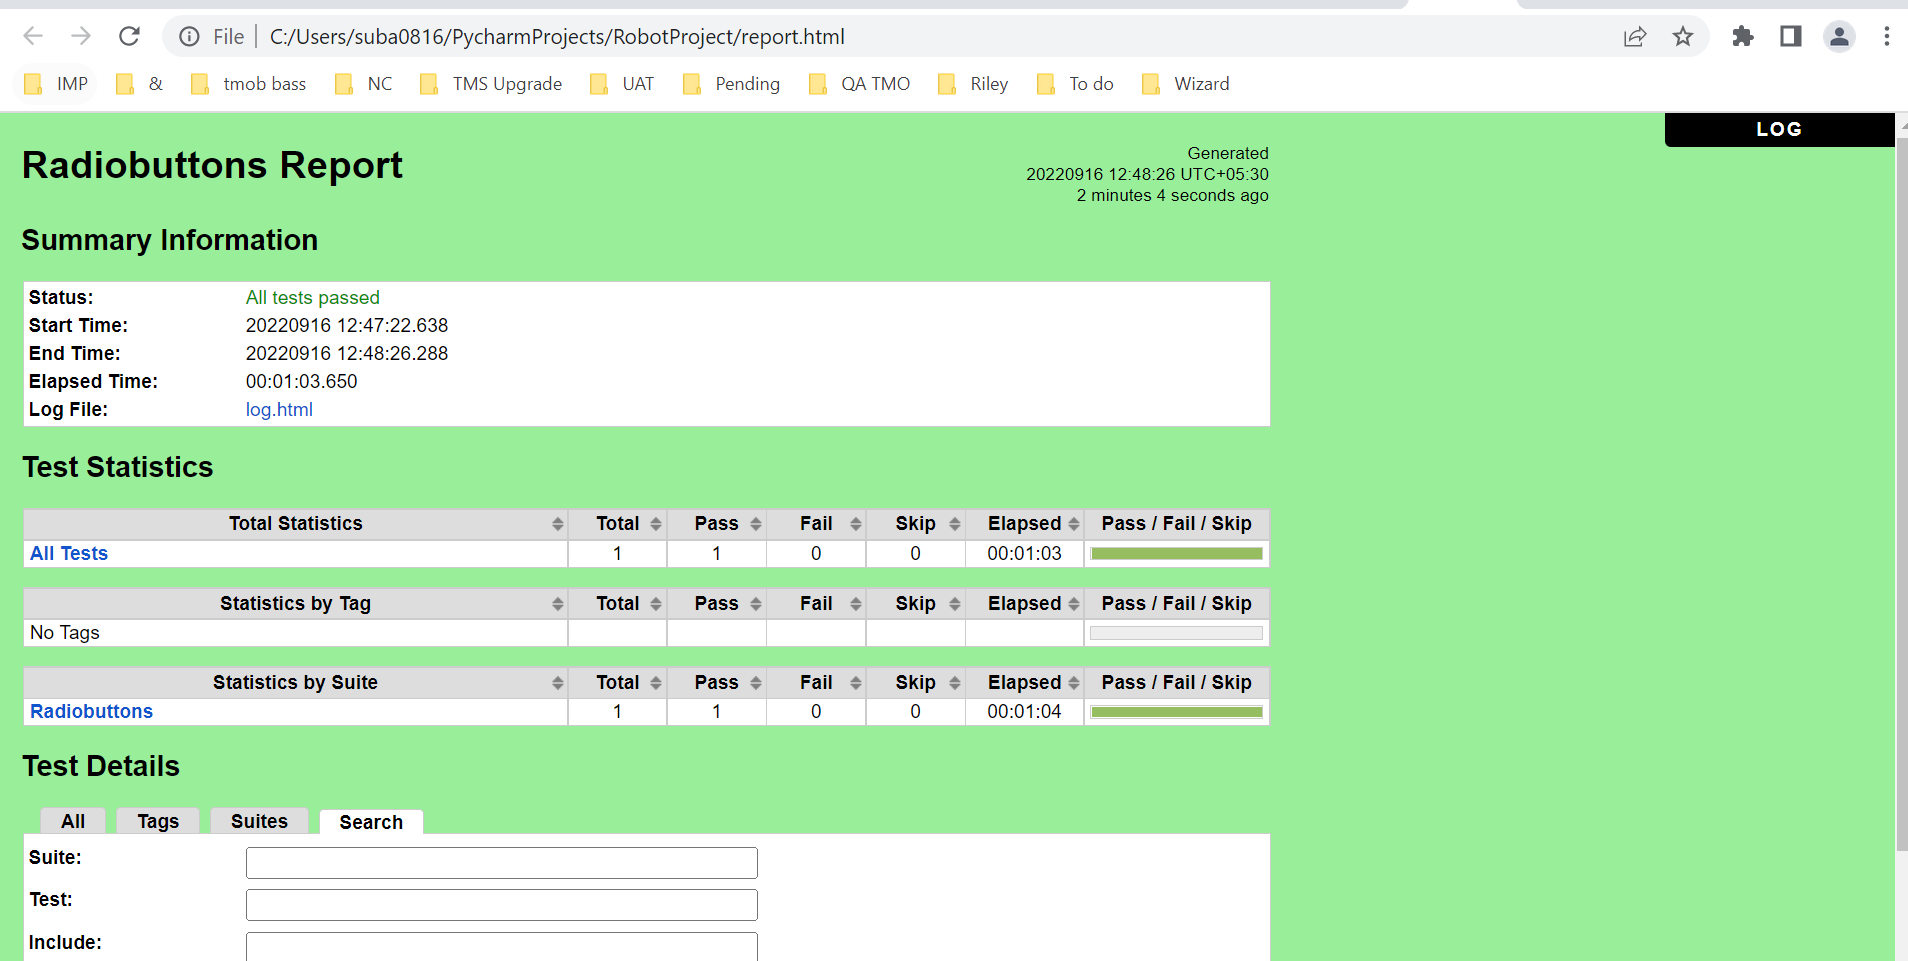 File C:/Users/suba0816/PycharmProjects/RobotProject/report.html
IMP & tmob bass NC TMS Upgrade UAT Pending QA TMO Riley To do Wizard
LOG
Radiobuttons Report
Generated
20220916 12:48:26 UTC+05:30
2 minutes 4 seconds ago
Summary Information
Status: All tests passed
Start Time: 20220916 12:47:22.638
End Time: 20220916 12:48:26.288
Elapsed Time: 00:01:03.650
Log File: log.html
Test Statistics
Total Statistics Total Pass Fail Skip Elapsed Pass / Fail / Skip
All Tests 1 1 0 0 00:01:03
Statistics by Tag Total Pass Fail Skip Elapsed Pass / Fail / Skip
No Tags
Statistics by Suite Total Pass Fail Skip Elapsed Pass / Fail / Skip
Radiobuttons 1 1 0 0 00:01:04
Test Details
All Tags Suites Search
Suite:
Test:
Include: